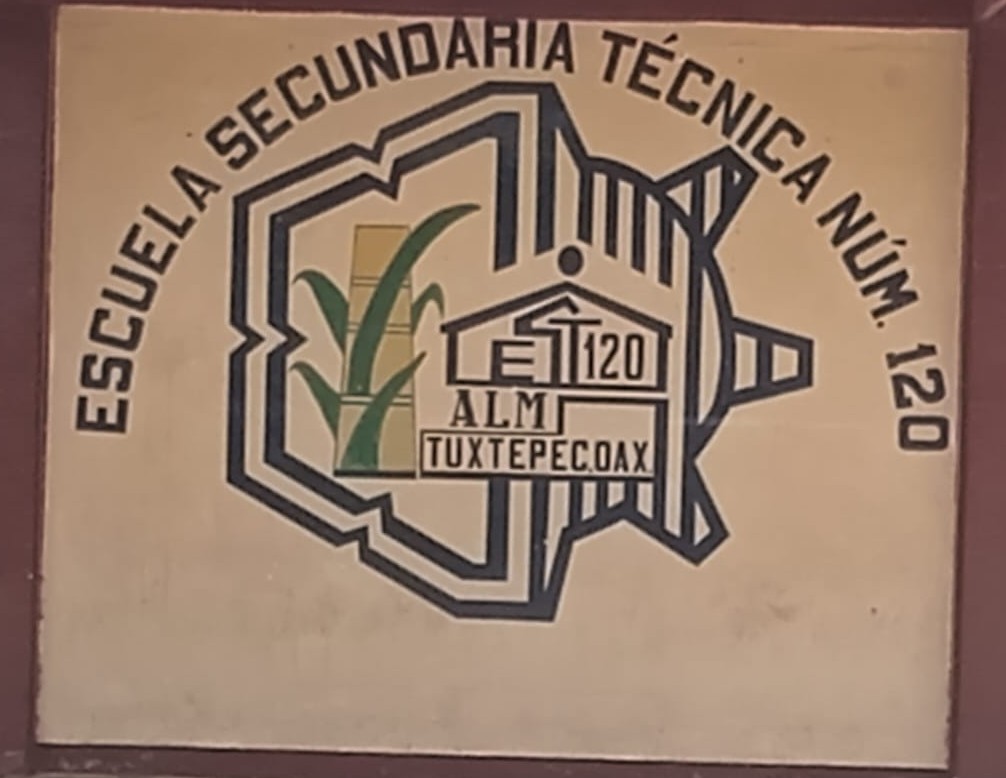 ESCUELA SECUNDARIA TÉCNICA NÚM. 120
EST 120
ALM
TUXTEPEC,OAX.